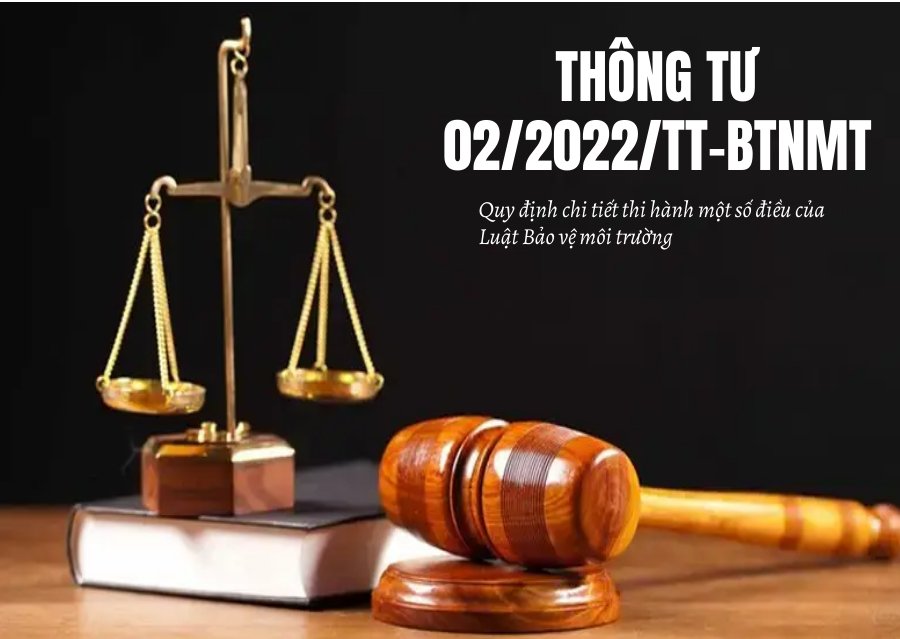 THÔNG TƯ
02/2022/TT-BTNMT
Quy định chi tiết thi hành một số điều của
Luật Bảo vệ môi trường